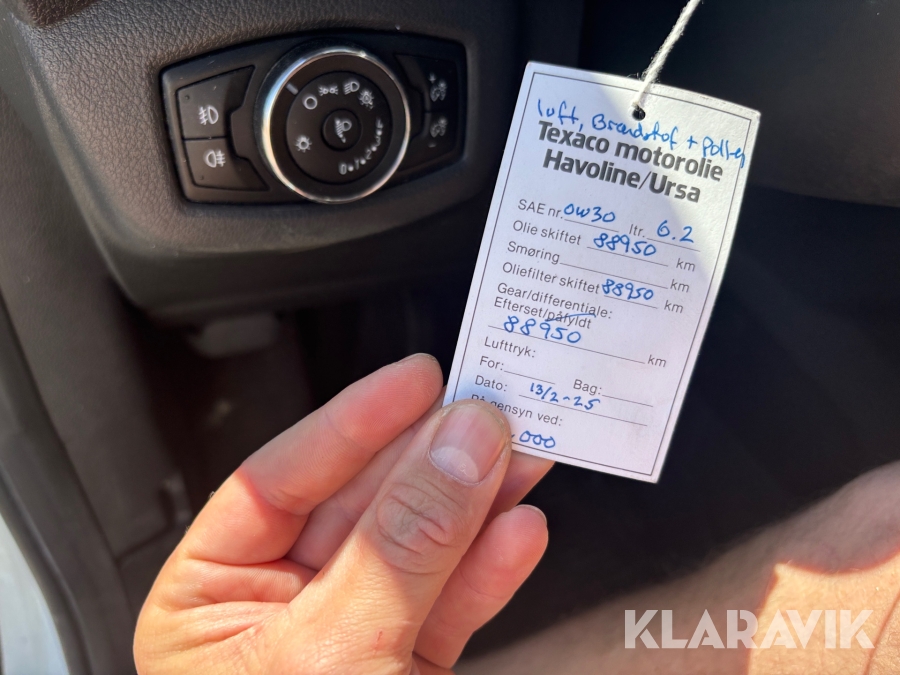 luft, Brændstof + pollen
Texaco motorolie
Havoline/Ursa
SAE nr. 0w30 ltr. 6.2
Olie skiftet 88950 km
Smøring km
Oliefilter skiftet 88950 km
Gear/differentiale:
Efterset/påfyldt
88950 km
Lufttryk:
For: Bag:
Dato: 13/2-25
På gensyn ved:
000
KLARAVIK